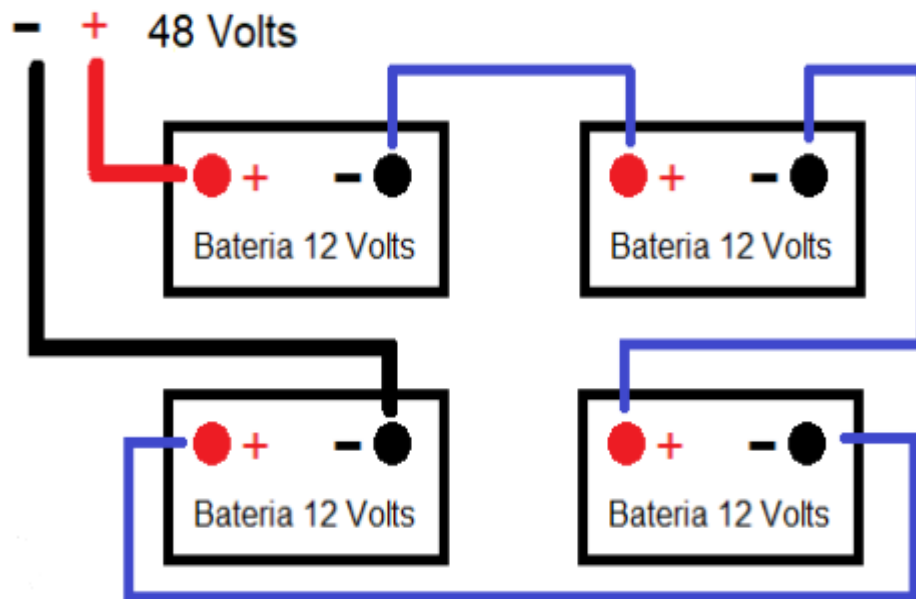 - + 48 Volts
+ - + -
Bateria 12 Volts Bateria 12 Volts
+ - + -
Bateria 12 Volts Bateria 12 Volts